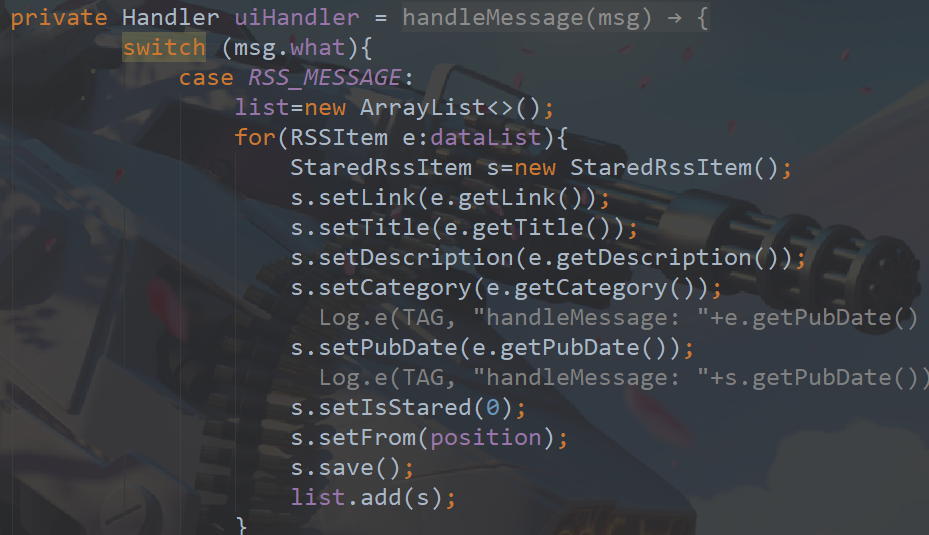 private Handler uiHandler = handleMessage(msg) → {
switch (msg.what){
case RSS_MESSAGE:
list=new ArrayList<>();
for(RSSItem e:dataList){
StaredRssItem s=new StaredRssItem();
s.setLink(e.getLink());
s.setTitle(e.getTitle());
s.setDescription(e.getDescription());
s.setCategory(e.getCategory());
Log.e(TAG, "handleMessage: "+e.getPubDate()
s.setPubDate(e.getPubDate());
Log.e(TAG, "handleMessage: "+s.getPubDate())
s.setIsStared(0);
s.setFrom(position);
s.save();
list.add(s);
}